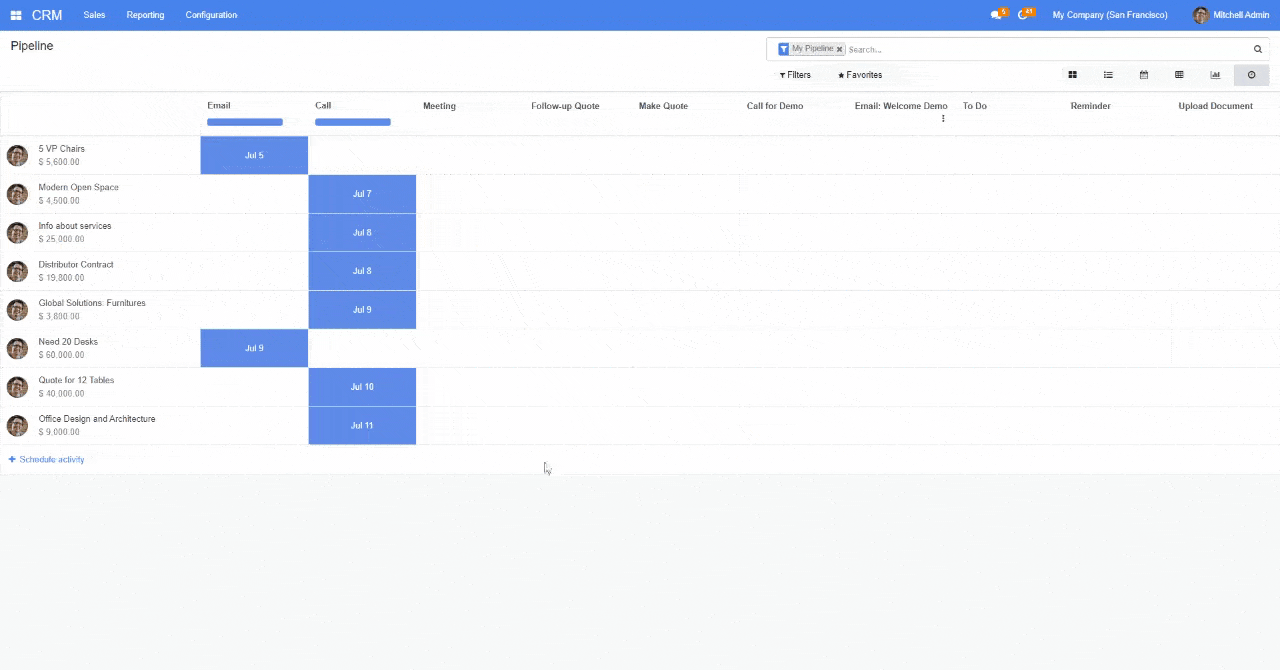 CRM Sales Reporting Configuration 5 41 My Company (San Francisco) Mitchell Admin
Pipeline
My Pipeline × Search...
Filters Favorites
Email Call Meeting Follow-up Quote Make Quote Call for Demo Email: Welcome Demo To Do Reminder Upload Document
5 VP Chairs
$ 5,600.00
Jul 5
Modern Open Space
$ 4,500.00
Jul 7
Info about services
$ 25,000.00
Jul 8
Distributor Contract
$ 19,800.00
Jul 8
Global Solutions: Furnitures
$ 3,800.00
Jul 9
Need 20 Desks
$ 60,000.00
Jul 9
Quote for 12 Tables
$ 40,000.00
Jul 10
Office Design and Architecture
$ 9,000.00
Jul 11
+ Schedule activity